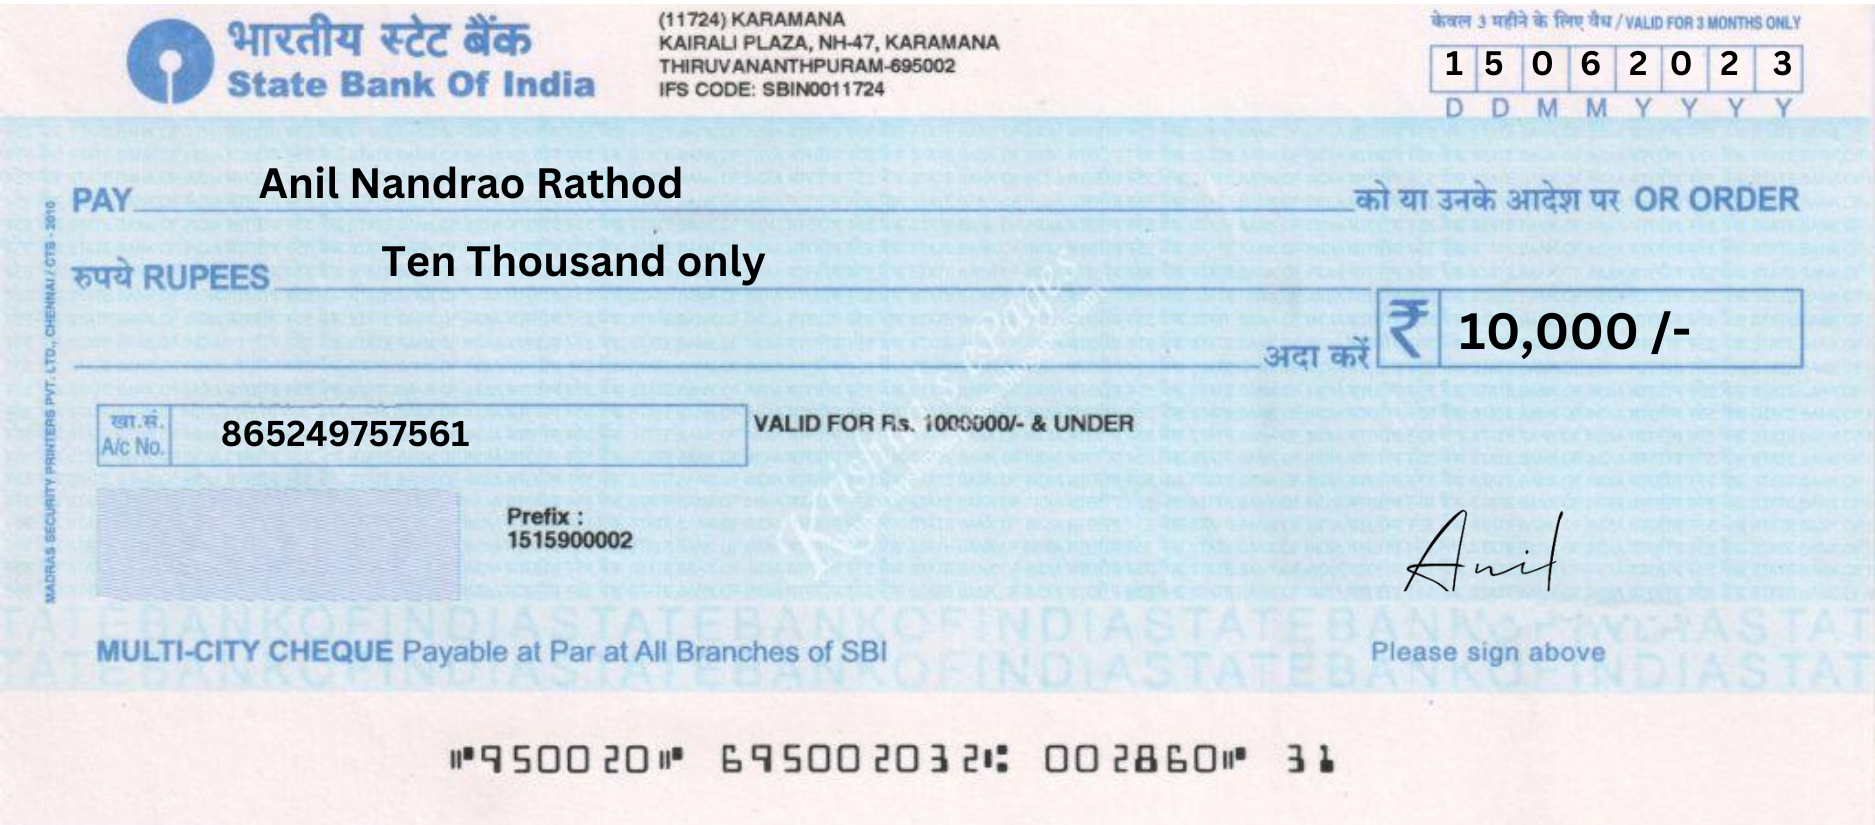 भारतीय स्टेट बैंक
State Bank Of India
(11724) KARAMANA
KAIRALI PLAZA, NH-47, KARAMANA
THIRUVANANTHPURAM-695002
IFS CODE: SBIN0011724
केवल 3 महीने के लिए वैध / VALID FOR 3 MONTHS ONLY
1 5 0 6 2 0 2 3
D D M M Y Y Y Y
PAY Anil Nandrao Rathod को या उनके आदेश पर OR ORDER
रुपये RUPEES Ten Thousand only
अदा करें ₹ 10,000 /-
खा.सं.
A/c No. 865249757561
VALID FOR Rs. 1000000/- & UNDER
Prefix :
1515900002
Anil
MULTI-CITY CHEQUE Payable at Par at All Branches of SBI
Please sign above
MADRAS SECURITY PRINTERS PVT. LTD., CHENNAI / CTS - 2010
TATEBANKOFINDIASTATEBANKOFINDIASTATEBANKOFINDIASTAT
TATEBANKOFINDIASTATEBANKOFINDIASTATEBANKOFINDIASTAT
⑈950020⑈ 695002032⑆ 002860⑈ 31